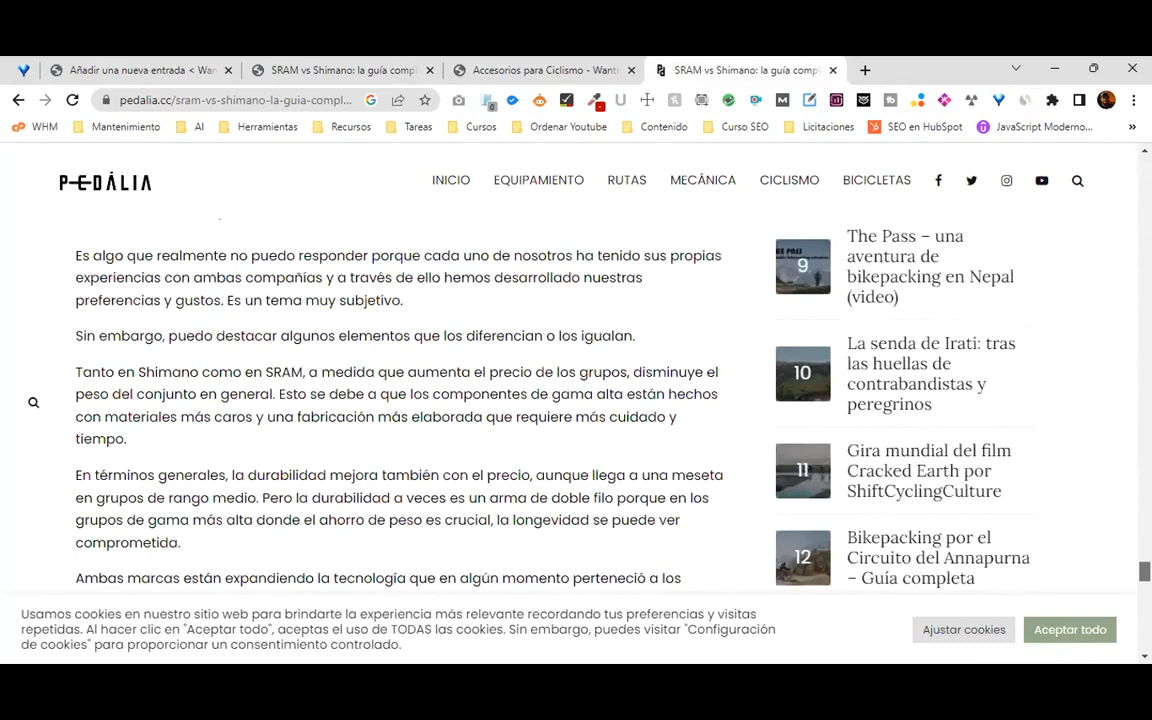 Añadir una nueva entrada < Wan
SRAM vs Shimano: la guía compl
Accesorios para Ciclismo - Wanti
SRAM vs Shimano: la guía compl
pedalia.cc/sram-vs-shimano-la-guia-compl...
WHM
Mantenimiento
AI
Herramientas
Recursos
Tareas
Cursos
Ordenar Youtube
Contenido
Curso SEO
Licitaciones
SEO en HubSpot
JavaScript Moderno...
PEDÁLIA
INICIO
EQUIPAMIENTO
RUTAS
MECÁNICA
CICLISMO
BICICLETAS
Es algo que realmente no puedo responder porque cada uno de nosotros ha tenido sus propias
experiencias con ambas compañías y a través de ello hemos desarrollado nuestras
preferencias y gustos. Es un tema muy subjetivo.
Sin embargo, puedo destacar algunos elementos que los diferencian o los igualan.
Tanto en Shimano como en SRAM, a medida que aumenta el precio de los grupos, disminuye el
peso del conjunto en general. Esto se debe a que los componentes de gama alta están hechos
con materiales más caros y una fabricación más elaborada que requiere más cuidado y
tiempo.
En términos generales, la durabilidad mejora también con el precio, aunque llega a una meseta
en grupos de rango medio. Pero la durabilidad a veces es un arma de doble filo porque en los
grupos de gama más alta donde el ahorro de peso es crucial, la longevidad se puede ver
comprometida.
Ambas marcas están expandiendo la tecnología que en algún momento perteneció a los
9
The Pass – una
aventura de
bikepacking en Nepal
(video)
10
La senda de Irati: tras
las huellas de
contrabandistas y
peregrinos
11
Gira mundial del film
Cracked Earth por
ShiftCyclingCulture
12
Bikepacking por el
Circuito del Annapurna
– Guía completa
Usamos cookies en nuestro sitio web para brindarte la experiencia más relevante recordando tus preferencias y visitas
repetidas. Al hacer clic en "Aceptar todo", aceptas el uso de TODAS las cookies. Sin embargo, puedes visitar "Configuración
de cookies" para proporcionar un consentimiento controlado.
Ajustar cookies
Aceptar todo